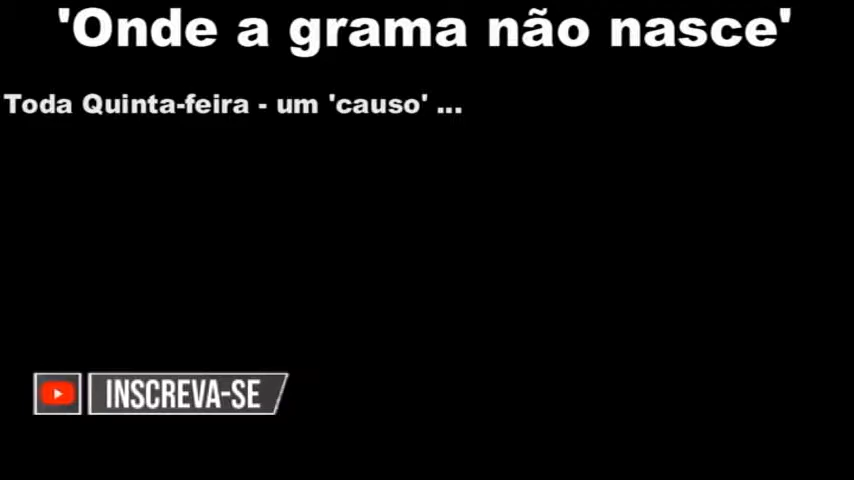 'Onde a grama não nasce'
Toda Quinta-feira - um 'causo' ...
INSCREVA-SE